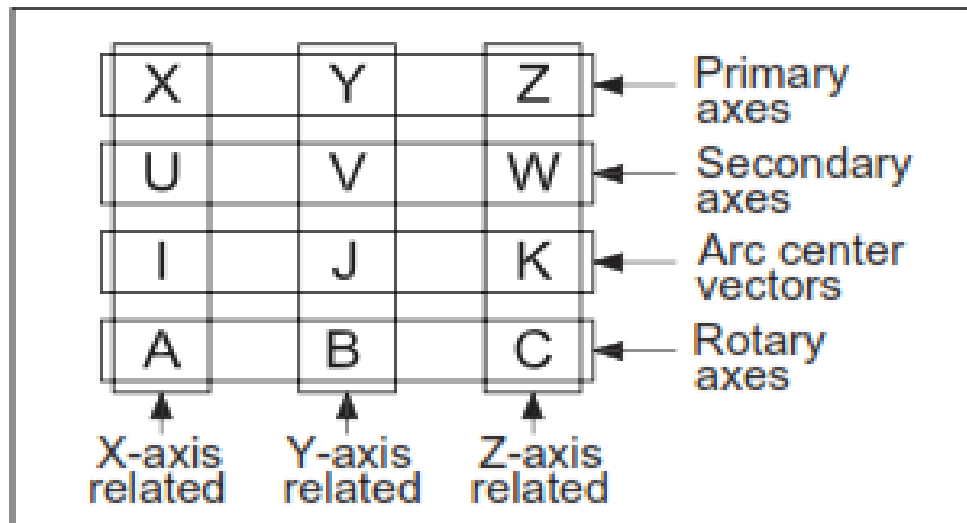 X Y Z Primary axes
U V W Secondary axes
I J K Arc center vectors
A B C Rotary axes
X-axis related
Y-axis related
Z-axis related